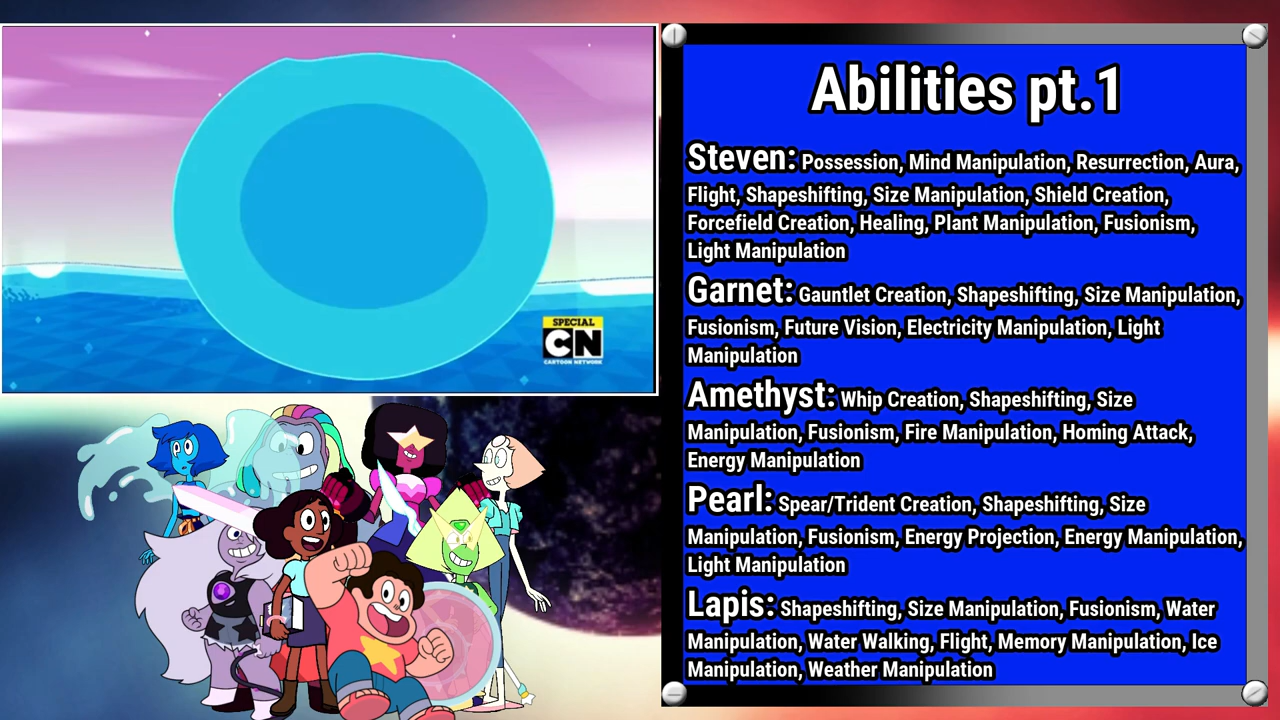 SPECIAL
CN
CARTOON NETWORK
Abilities pt.1
Steven: Possession, Mind Manipulation, Resurrection, Aura,
Flight, Shapeshifting, Size Manipulation, Shield Creation,
Forcefield Creation, Healing, Plant Manipulation, Fusionism,
Light Manipulation
Garnet: Gauntlet Creation, Shapeshifting, Size Manipulation,
Fusionism, Future Vision, Electricity Manipulation, Light
Manipulation
Amethyst: Whip Creation, Shapeshifting, Size
Manipulation, Fusionism, Fire Manipulation, Homing Attack,
Energy Manipulation
Pearl: Spear/Trident Creation, Shapeshifting, Size
Manipulation, Fusionism, Energy Projection, Energy Manipulation,
Light Manipulation
Lapis: Shapeshifting, Size Manipulation, Fusionism, Water
Manipulation, Water Walking, Flight, Memory Manipulation, Ice
Manipulation, Weather Manipulation